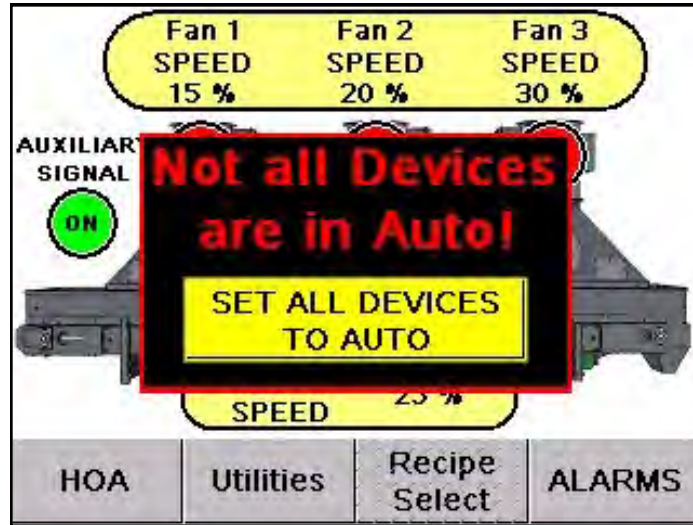 Fan 1 Fan 2 Fan 3
SPEED SPEED SPEED
15 % 20 % 30 %
AUXILIARY
SIGNAL
ON
Not all Devices
are in Auto!
SET ALL DEVICES
TO AUTO
SPEED
HOA Utilities Recipe Select ALARMS